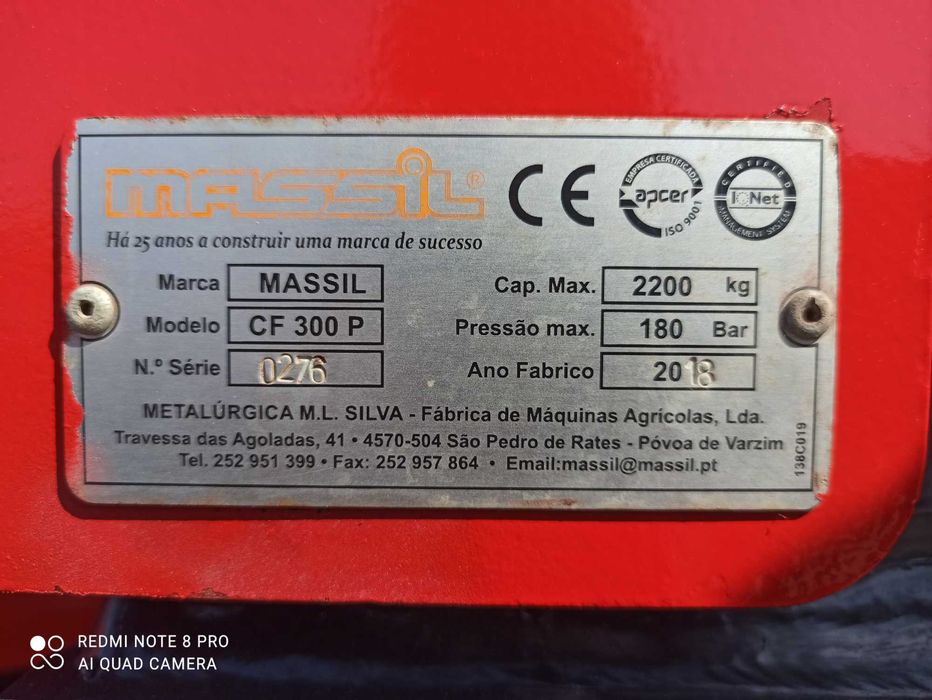 massil®
CE
EMPRESA CERTIFICADA
apcer
ISO 9001
CERTIFIED
IQNet
MANAGEMENT SYSTEM
Há 25 anos a construir uma marca de sucesso
Marca MASSIL Cap. Max. 2200 kg
Modelo CF 300 P Pressão max. 180 Bar
N.º Série 0276 Ano Fabrico 2018
METALÚRGICA M.L. SILVA - Fábrica de Máquinas Agrícolas, Lda.
Travessa das Agoladas, 41 • 4570-504 São Pedro de Rates - Póvoa de Varzim
Tel. 252 951 399 • Fax: 252 957 864 • Email:massil@massil.pt
138C019
REDMI NOTE 8 PRO
AI QUAD CAMERA